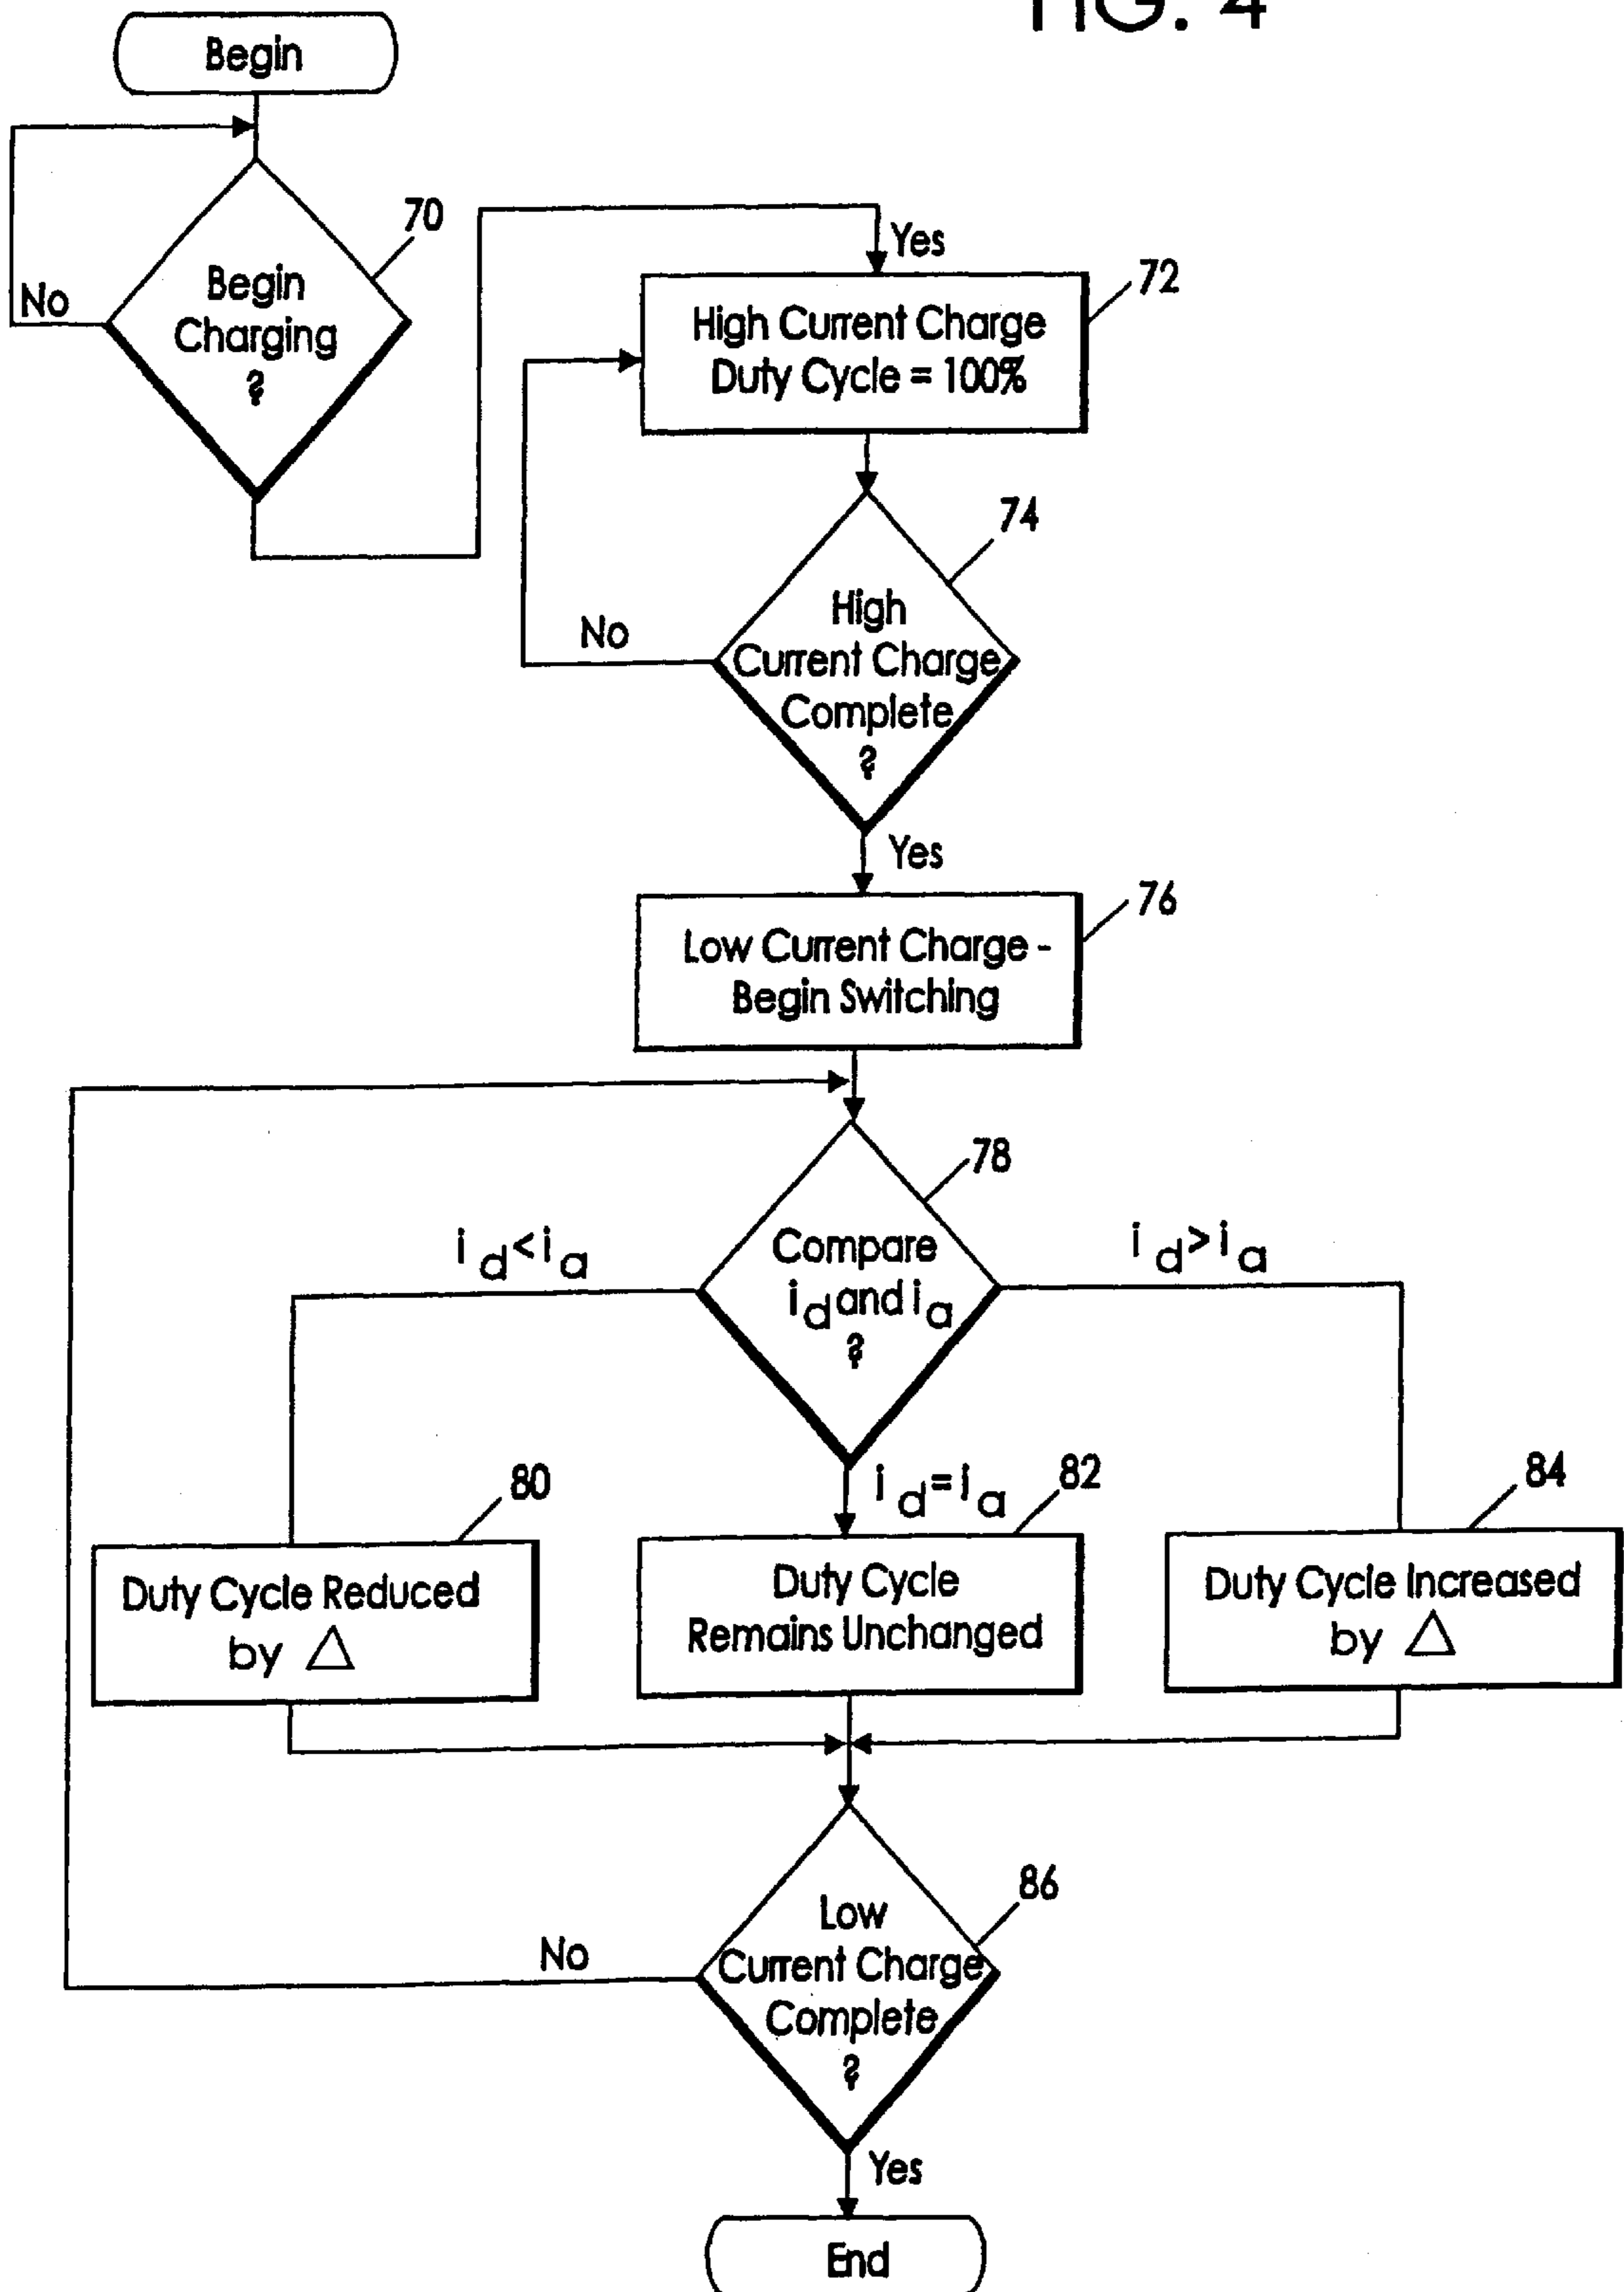 FIG. 4
Begin
70
Begin
Charging
?
No
Yes
72
High Current Charge
Duty Cycle = 100%
74
High
Current Charge
Complete
?
No
Yes
76
Low Current Charge -
Begin Switching
78
Compare
i d and i a
?
i d < i a
i d > i a
i d = i a
80
Duty Cycle Reduced
by △
82
Duty Cycle
Remains Unchanged
84
Duty Cycle Increased
by △
86
Low
Current Charge
Complete
?
No
Yes
End